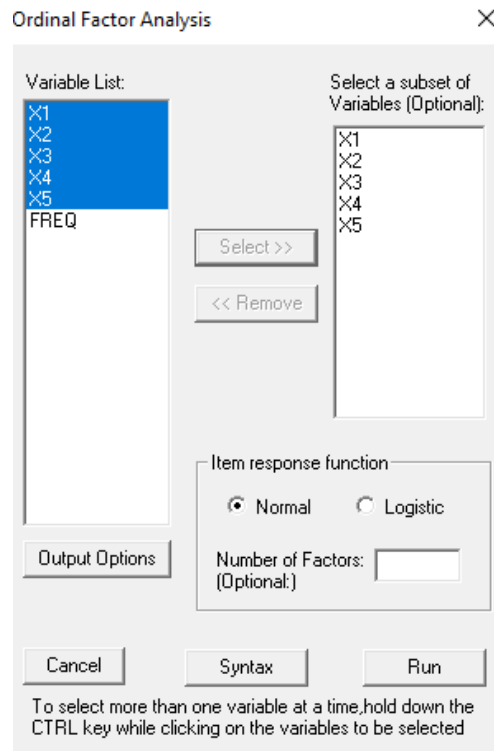 Ordinal Factor Analysis
Variable List:
X1
X2
X3
X4
X5
FREQ
Select >>
<< Remove
Select a subset of
Variables (Optional):
X1
X2
X3
X4
X5
Item response function
Normal
Logistic
Number of Factors:
(Optional:)
Output Options
Cancel
Syntax
Run
To select more than one variable at a time,hold down the
CTRL key while clicking on the variables to be selected